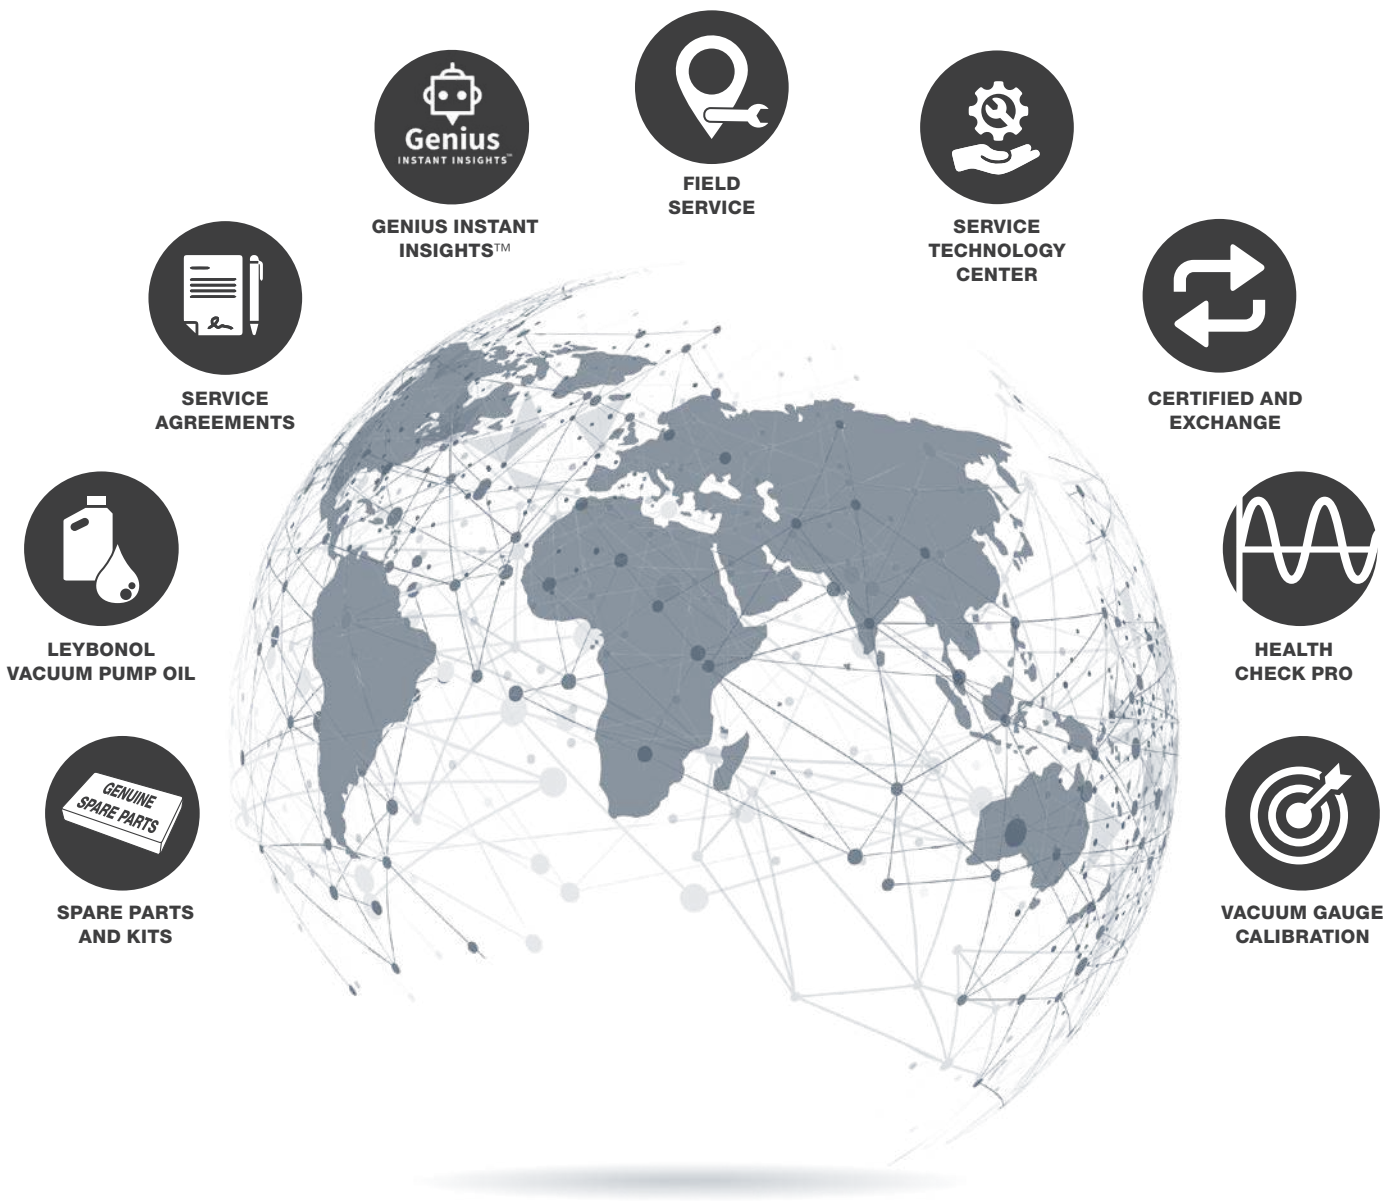 Genius
INSTANT INSIGHTS™
GENIUS INSTANT
INSIGHTS™
FIELD
SERVICE
SERVICE
TECHNOLOGY
CENTER
SERVICE
AGREEMENTS
CERTIFIED AND
EXCHANGE
LEYBONOL
VACUUM PUMP OIL
HEALTH
CHECK PRO
GENUINE
SPARE PARTS
SPARE PARTS
AND KITS
VACUUM GAUGE
CALIBRATION